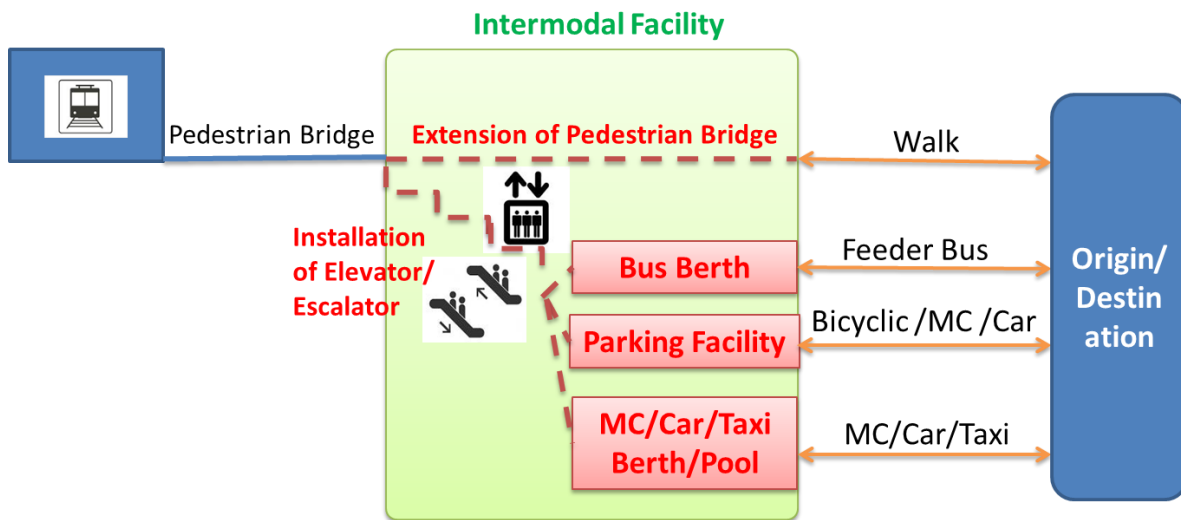 Intermodal Facility
Pedestrian Bridge
Extension of Pedestrian Bridge
Walk
Installation
of Elevator/
Escalator
Bus Berth
Feeder Bus
Parking Facility
Bicyclic /MC /Car
MC/Car/Taxi
Berth/Pool
MC/Car/Taxi
Origin/
Destin
ation